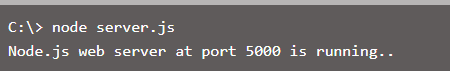 C:\> node server.js
Node.js web server at port 5000 is running..